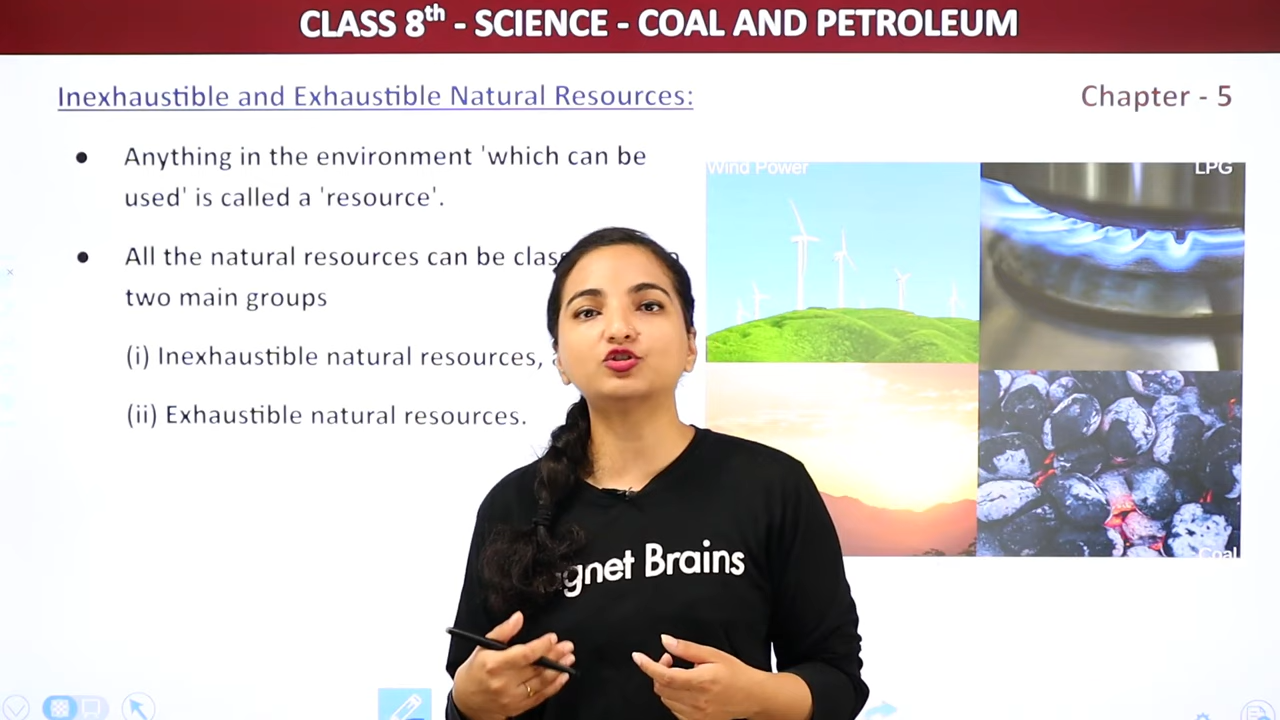 CLASS 8th - SCIENCE - COAL AND PETROLEUM
Inexhaustible and Exhaustible Natural Resources:
Chapter - 5
● Anything in the environment 'which can be
used' is called a 'resource'.
● All the natural resources can be
two main groups
(i) Inexhaustible natural resources,
(ii) Exhaustible natural resources.
Wind Power
LPG
Coal
Brains